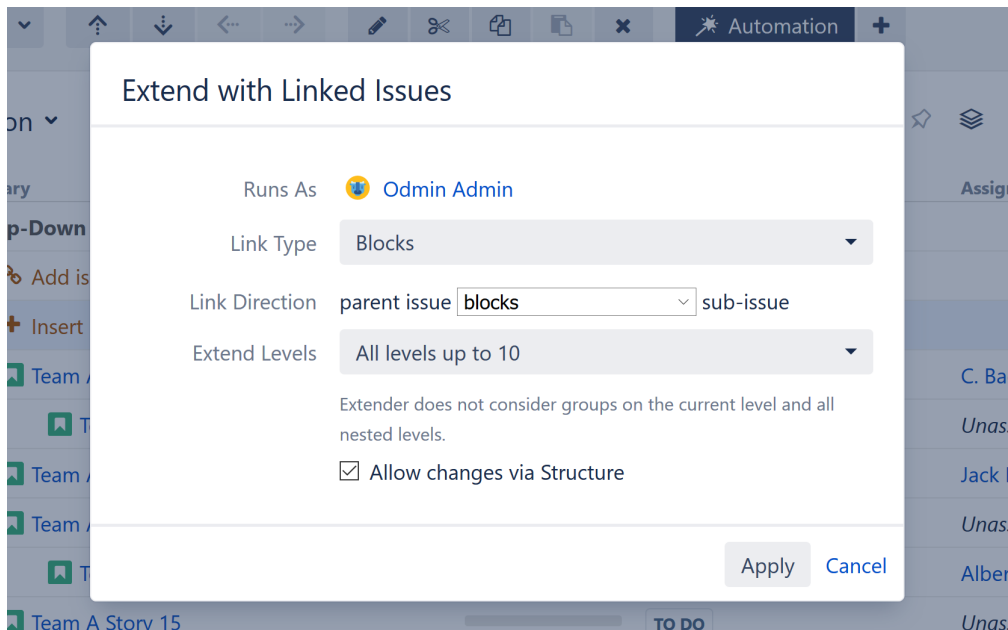 Automation
Extend with Linked Issues
Runs As Odmin Admin
Link Type Blocks
Link Direction parent issue blocks sub-issue
Extend Levels All levels up to 10
Extender does not consider groups on the current level and all
nested levels.
Allow changes via Structure
Apply Cancel
p-Down
Add is
Insert
Team A C. Ba
Unas
Team Jack
Team A Unas
Alber
Team A Story 15 TO DO Unas